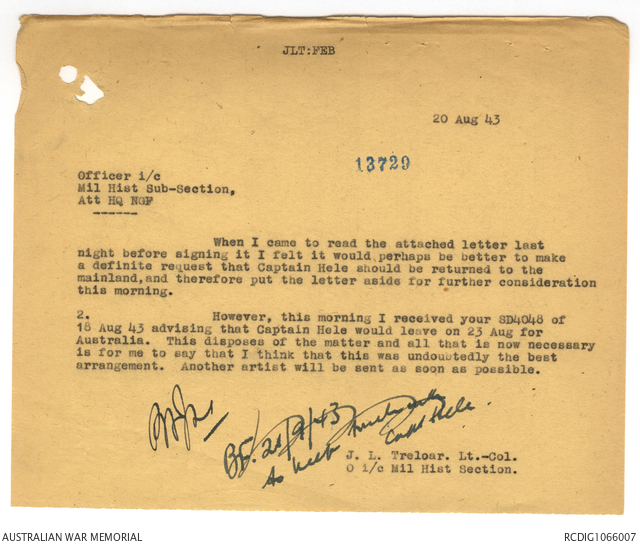 JLT:FEB
20 Aug 43
13729
Officer i/c
Mil Hist Sub-Section,
Att HQ NGF
------
When I came to read the attached letter last
night before signing it I felt it would perhaps be better to make
a definite request that Captain Hele should be returned to the
mainland, and therefore put the letter aside for further consideration
this morning.
2. However, this morning I received your SD4048 of
18 Aug 43 advising that Captain Hele would leave on 23 Aug for
Australia. This disposes of the matter and all that is now necessary
is for me to say that I think that this was undoubtedly the best
arrangement. Another artist will be sent as soon as possible.
/43
Capt Hele.
J. L. Treloar. Lt.-Col.
O i/c Mil Hist Section.
AUSTRALIAN WAR MEMORIAL
RCDIG1066007